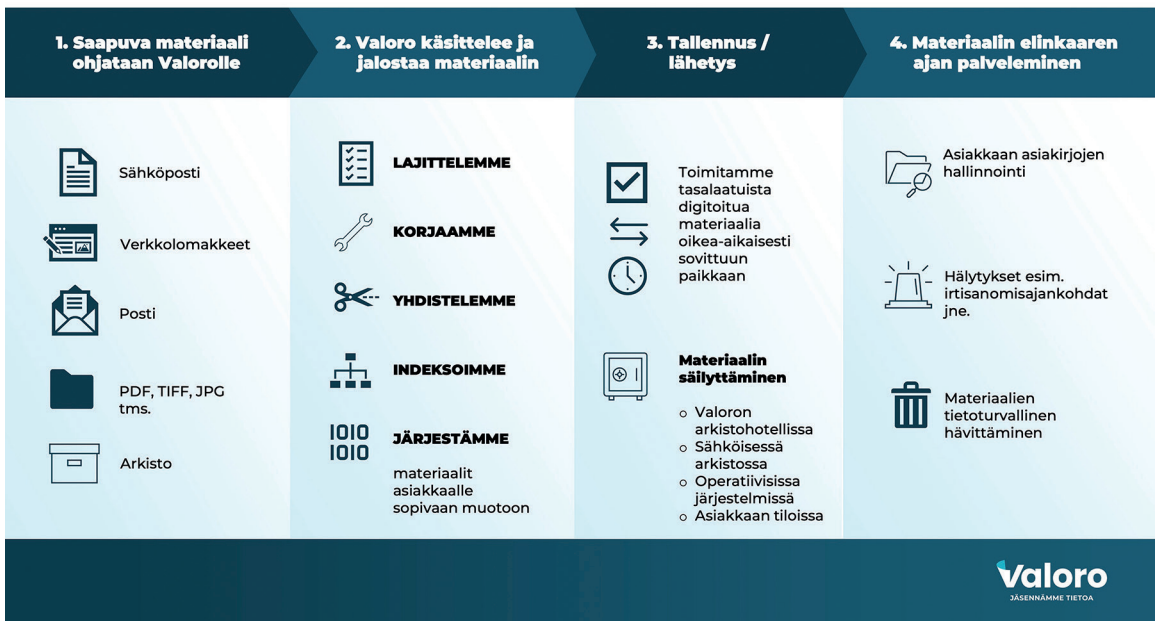 1. Saapuva materiaali
ohjataan Valorolle
2. Valoro käsittelee ja
jalostaa materiaalin
3. Tallennus /
lähetys
4. Materiaalin elinkaaren
ajan palveleminen
Sähköposti
Verkkolomakkeet
Posti
PDF, TIFF, JPG
tms.
Arkisto
LAJITTELEMME
KORJAAMME
YHDISTELEMME
INDEKSOIMME
1010
1010
JÄRJESTÄMME
materiaalit
asiakkaalle
sopivaan muotoon
Toimitamme
tasalaatuista
digitoitua
materiaalia
oikea-aikaisesti
sovittuun
paikkaan
Materiaalin
säilyttäminen
o Valoron
arkistohotellissa
o Sähköisessä
arkistossa
o Operatiivisissa
järjestelmissä
o Asiakkaan tiloissa
Asiakkaan asiakirjojen
hallinnointi
Hälytykset esim.
irtisanomisajankohdat
jne.
Materiaalien
tietoturvallinen
hävittäminen
Valoro
JÄSENNÄMME TIETOA